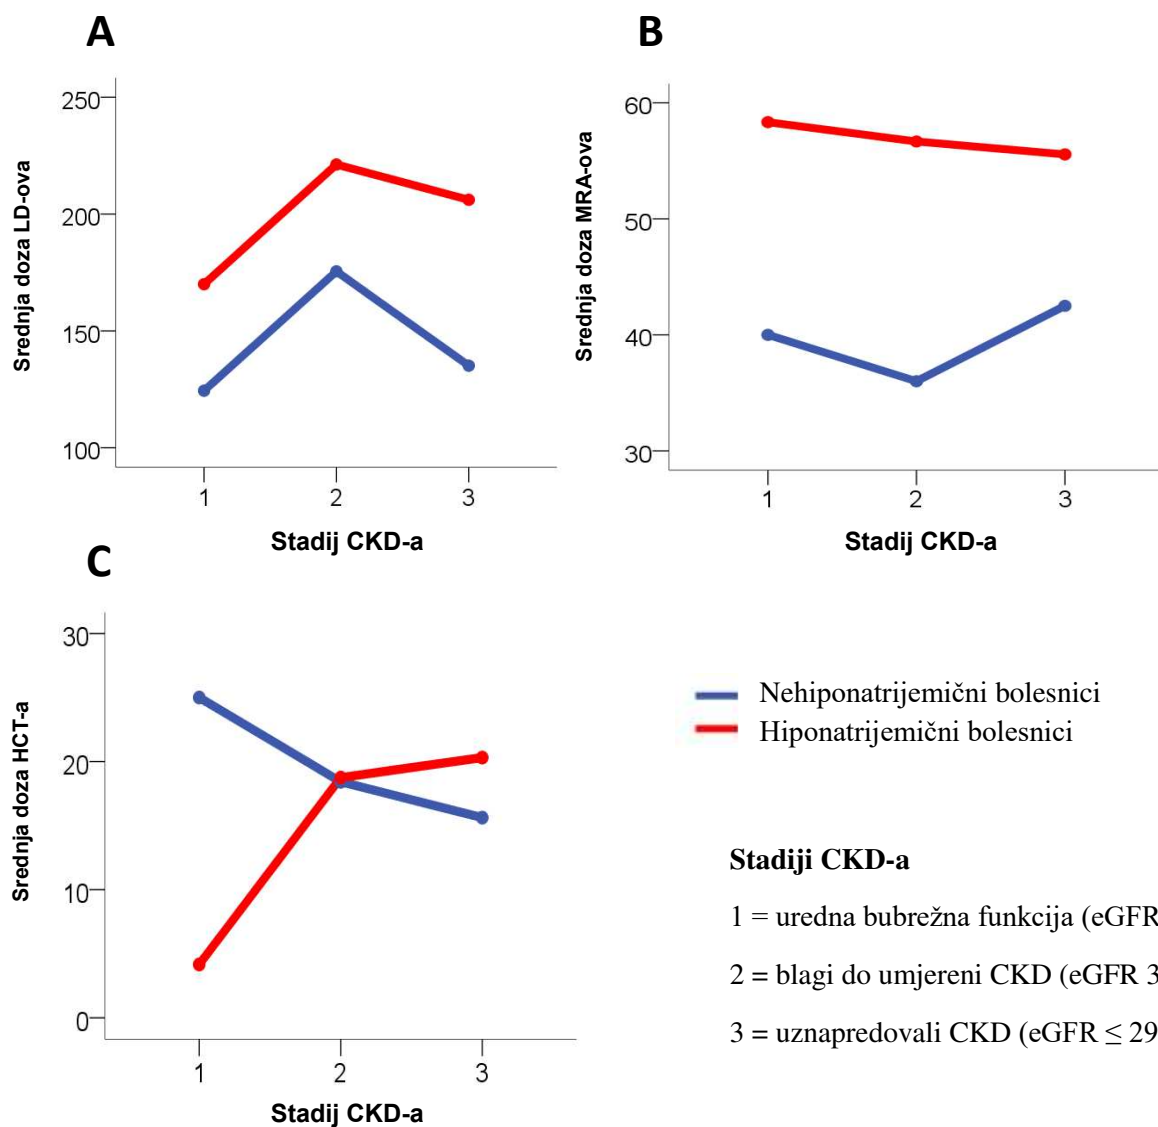 A
250
200
150
100
Srednja doza LD-ova
1 2 3
Stadij CKD-a
B
60
50
40
30
Srednja doza MRA-ova
1 2 3
Stadij CKD-a
C
30
20
10
0
Srednja doza HCT-a
1 2 3
Stadij CKD-a
Nehiponatrijemični bolesnici
Hiponatrijemični bolesnici
Stadiji CKD-a
1 = uredna bubrežna funkcija (eGFR
2 = blagi do umjereni CKD (eGFR 3
3 = uznapredovali CKD (eGFR ≤ 29